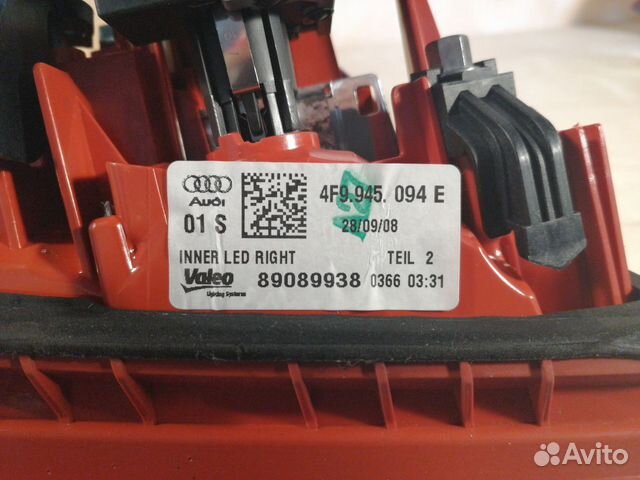 Audi
4F9.945. 094 E
01 S
28/09/08
A2
INNER LED RIGHT
TEIL 2
Valeo
Lighting Systems
89089938 0366 03:31
Avito